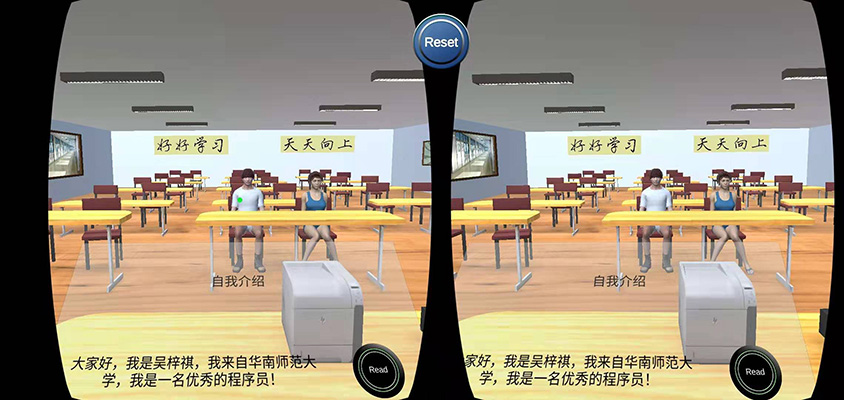 Reset
好好学习 天天向上
好好学习 天天向上
自我介绍
自我介绍
大家好，我是吴梓祺，我来自华南师范大
学，我是一名优秀的程序员！
Read
家好，我是吴梓祺，我来自华南师范大
学，我是一名优秀的程序员！
Read